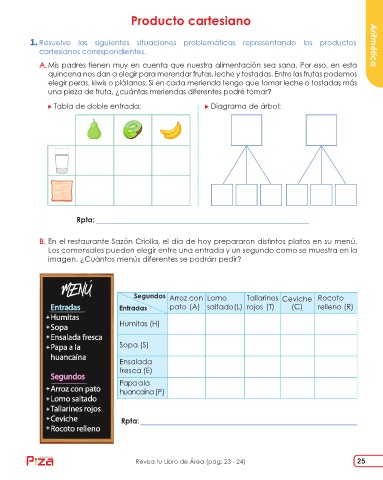 Producto cartesiano
Aritmética
1. Resuelve las siguientes situaciones problemáticas representando los productos
cartesianos correspondientes.
A. Mis padres tienen muy en cuenta que nuestra alimentación sea sana. Por eso, en esta
quincena nos dan a elegir para merendar frutas, leche y tostadas. Entre las frutas podemos
elegir peras, kiwis o plátanos. Si en cada merienda tengo que tomar leche o tostadas más
una pieza de fruta, ¿cuántas meriendas diferentes podré tomar?
Tabla de doble entrada:
Diagrama de árbol:
Rpta:
B. En el restaurante Sazón Criolla, el día de hoy prepararon distintos platos en su menú.
Los comensales pueden elegir entre una entrada y un segundo como se muestra en la
imagen. ¿Cuántos menús diferentes se podrán pedir?
MENÚ
Entradas
+ Humitas
+ Sopa
+ Ensalada fresca
+ Papa a la
huancaína
Segundos
+ Arroz con pato
+ Lomo saltado
+ Tallarines rojos
+ Ceviche
+ Rocoto relleno
Segundos
Entradas
Arroz con
pato (A)
Lomo
saltado(L)
Tallarines
rojos (T)
Ceviche
(C)
Rocoto
relleno (R)
Humitas (H)
Sopa (S)
Ensalada
fresca (E)
Papa a la
huancaína (P)
Rpta:
Piza
Revisa tu Libro de Área (pág. 23 - 24)
25